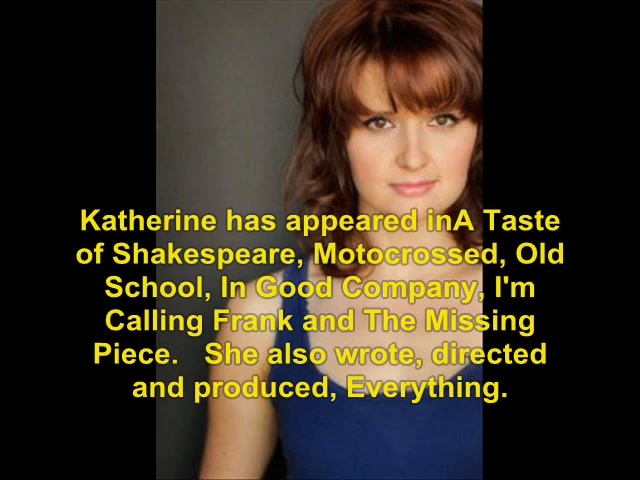 Katherine has appeared inA Taste
of Shakespeare, Motocrossed, Old
School, In Good Company, I'm
Calling Frank and The Missing
Piece.   She also wrote, directed
and produced, Everything.